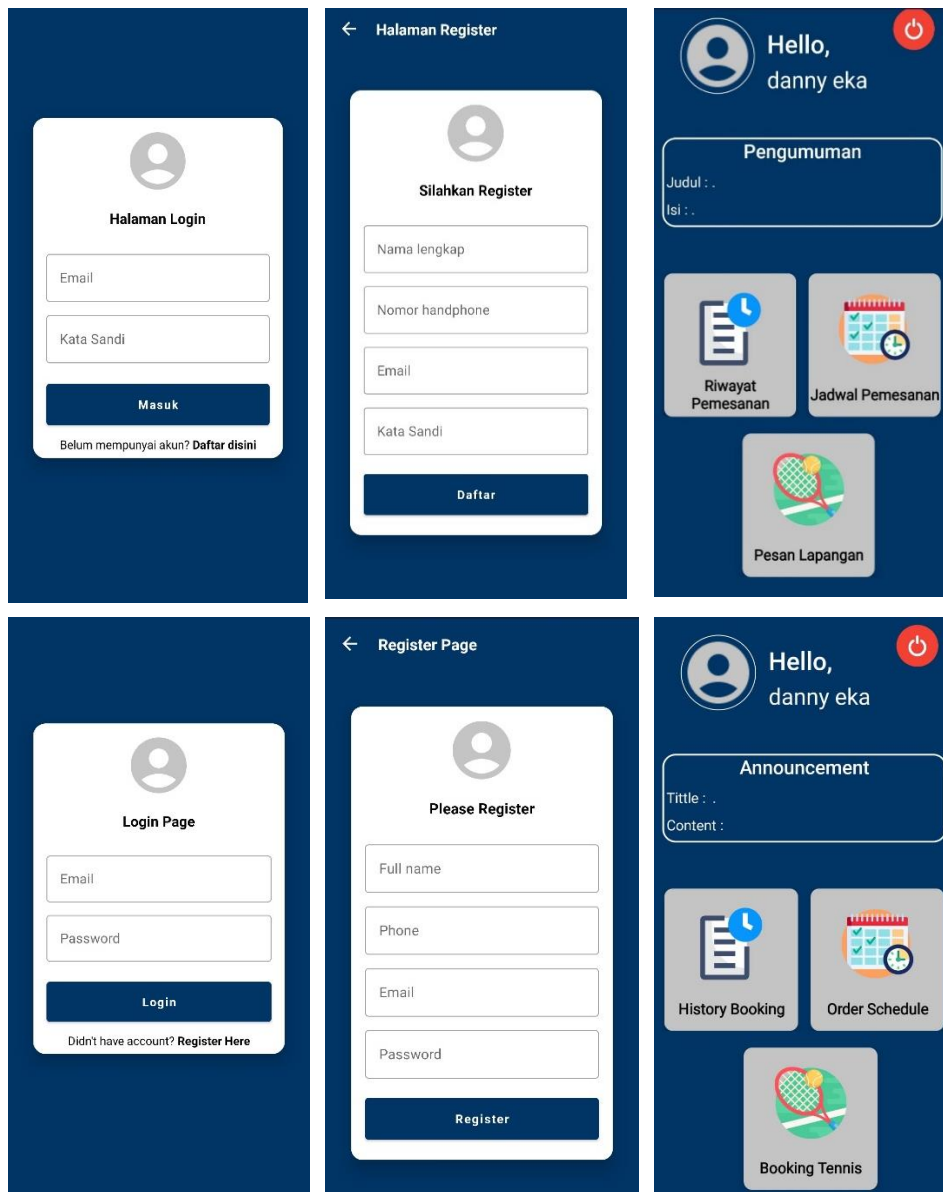 Halaman Login
Email
Kata Sandi
Masuk
Belum mempunyai akun? Daftar disini
Halaman Register
Silahkan Register
Nama lengkap
Nomor handphone
Email
Kata Sandi
Daftar
Hello,
danny eka
Pengumuman
Judul : .
Isi : .
Riwayat
Pemesanan
Jadwal Pemesanan
Pesan Lapangan
Login Page
Email
Password
Login
Didn't have account? Register Here
Register Page
Please Register
Full name
Phone
Email
Password
Register
Hello,
danny eka
Announcement
Tittle : .
Content :
History Booking
Order Schedule
Booking Tennis